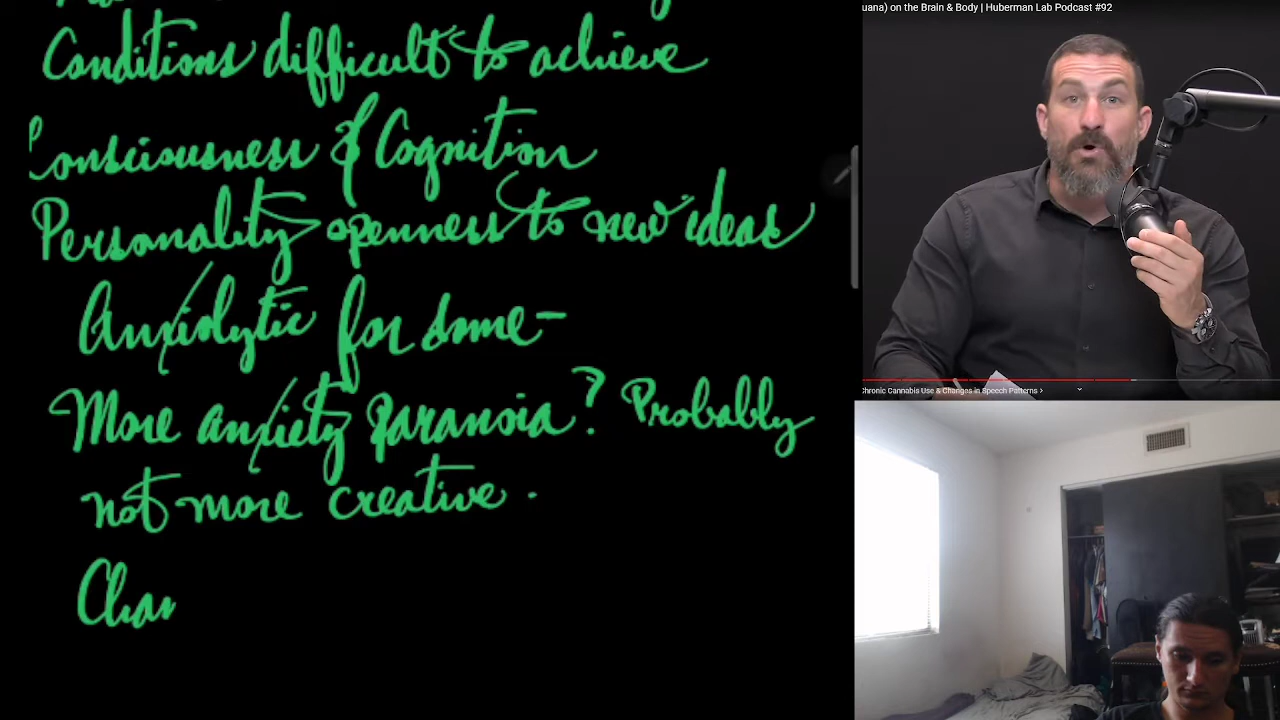 Conditions difficult to achieve
Consciousness & Cognition
Personality openness to new ideas
Anxiolytic for some-
More anxiety paranoia? Probably
not more creative.
Chan
uana) on the Brain & Body | Huberman Lab Podcast #92
Chronic Cannabis Use & Changes in Speech Patterns >